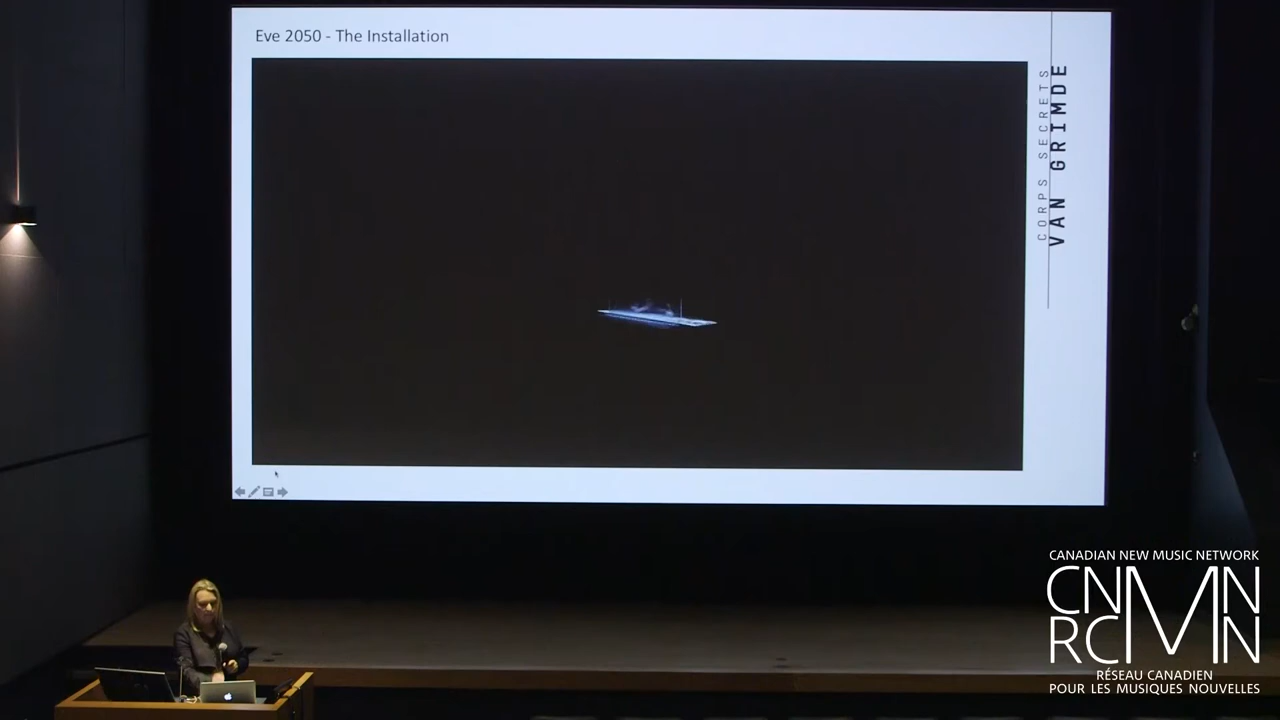 Eve 2050 - The Installation
CORPS SECRETS
VAN GRIMDE
CANADIAN NEW MUSIC NETWORK
CNMN
RCMN
RÉSEAU CANADIEN
POUR LES MUSIQUES NOUVELLES